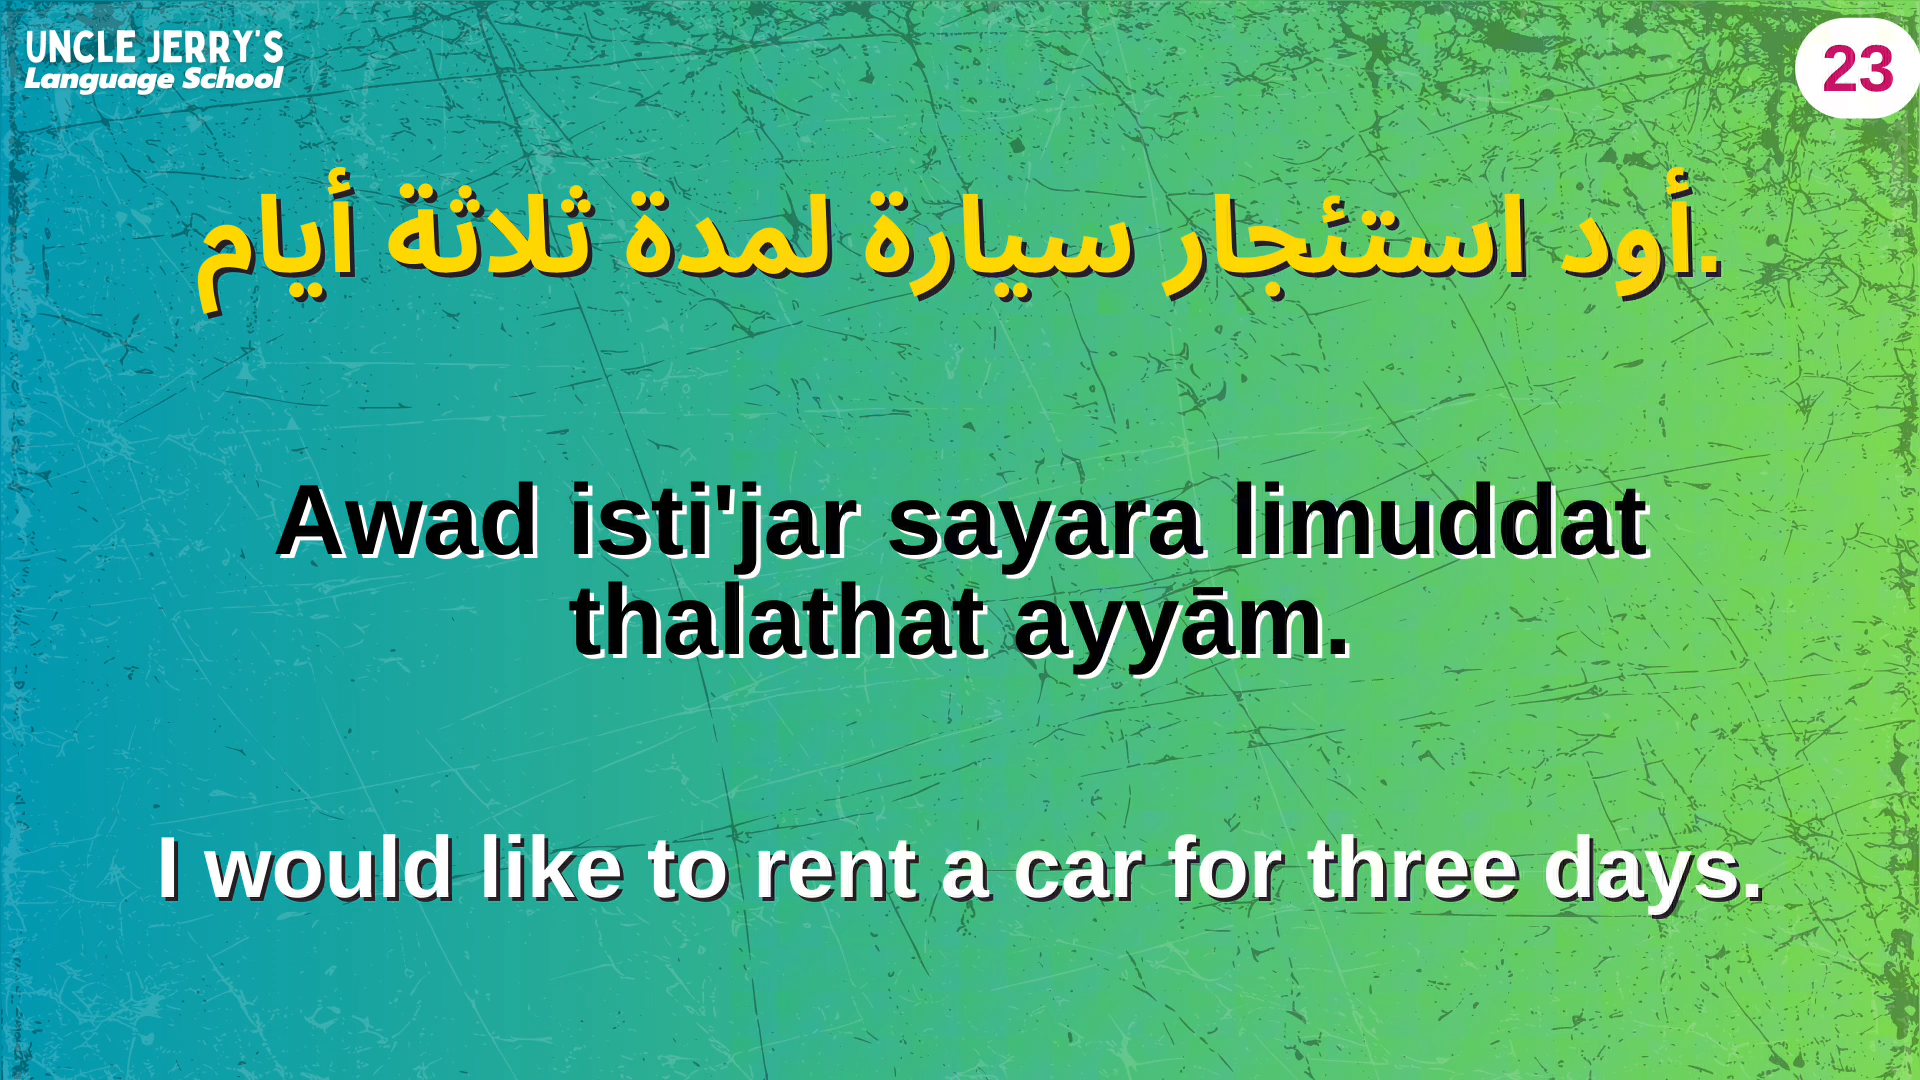 UNCLE JERRY'S
Language School
23
أود استئجار سيارة لمدة ثلاثة أيام.
Awad isti'jar sayara limuddat
thalathat ayyām.
I would like to rent a car for three days.